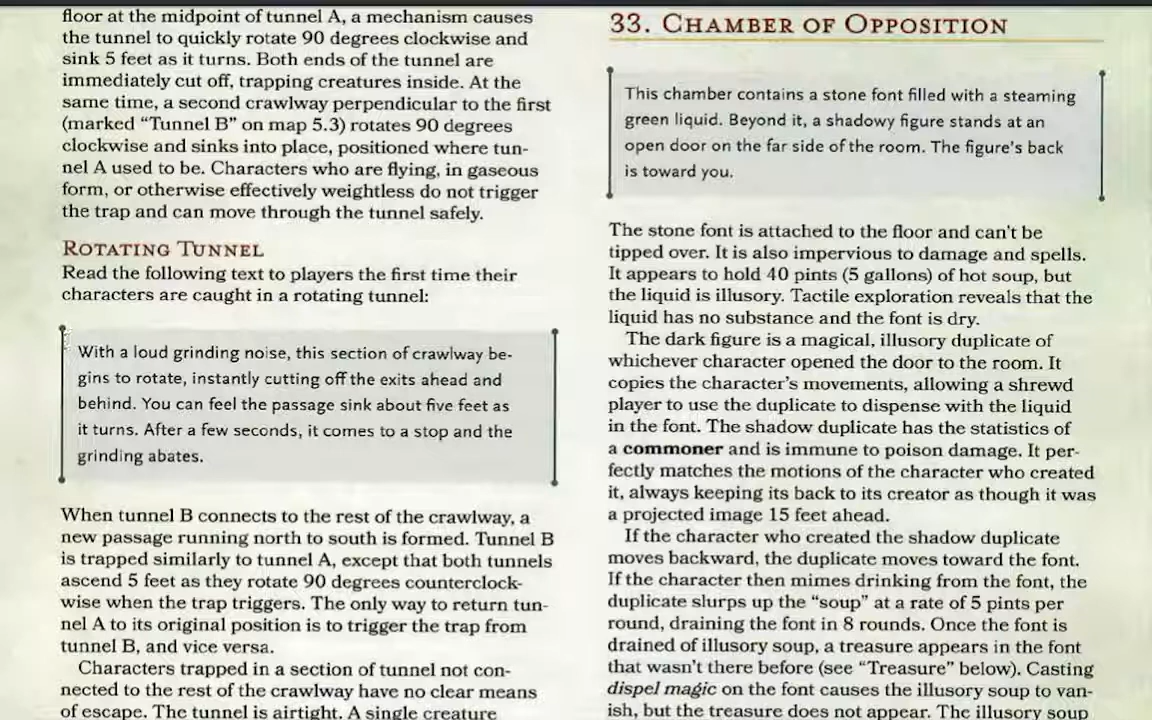 floor at the midpoint of tunnel A, a mechanism causes
the tunnel to quickly rotate 90 degrees clockwise and
sink 5 feet as it turns. Both ends of the tunnel are
immediately cut off, trapping creatures inside. At the
same time, a second crawlway perpendicular to the first
(marked “Tunnel B” on map 5.3) rotates 90 degrees
clockwise and sinks into place, positioned where tun-
nel A used to be. Characters who are flying, in gaseous
form, or otherwise effectively weightless do not trigger
the trap and can move through the tunnel safely.
ROTATING TUNNEL
Read the following text to players the first time their
characters are caught in a rotating tunnel:
With a loud grinding noise, this section of crawlway be-
gins to rotate, instantly cutting off the exits ahead and
behind. You can feel the passage sink about five feet as
it turns. After a few seconds, it comes to a stop and the
grinding abates.
When tunnel B connects to the rest of the crawlway, a
new passage running north to south is formed. Tunnel B
is trapped similarly to tunnel A, except that both tunnels
ascend 5 feet as they rotate 90 degrees counterclock-
wise when the trap triggers. The only way to return tun-
nel A to its original position is to trigger the trap from
tunnel B, and vice versa.
Characters trapped in a section of tunnel not con-
nected to the rest of the crawlway have no clear means
of escape. The tunnel is airtight. A single creature
33. CHAMBER OF OPPOSITION
This chamber contains a stone font filled with a steaming
green liquid. Beyond it, a shadowy figure stands at an
open door on the far side of the room. The figure's back
is toward you.
The stone font is attached to the floor and can't be
tipped over. It is also impervious to damage and spells.
It appears to hold 40 pints (5 gallons) of hot soup, but
the liquid is illusory. Tactile exploration reveals that the
liquid has no substance and the font is dry.
The dark figure is a magical, illusory duplicate of
whichever character opened the door to the room. It
copies the character's movements, allowing a shrewd
player to use the duplicate to dispense with the liquid
in the font. The shadow duplicate has the statistics of
a commoner and is immune to poison damage. It per-
fectly matches the motions of the character who created
it, always keeping its back to its creator as though it was
a projected image 15 feet ahead.
If the character who created the shadow duplicate
moves backward, the duplicate moves toward the font.
If the character then mimes drinking from the font, the
duplicate slurps up the “soup” at a rate of 5 pints per
round, draining the font in 8 rounds. Once the font is
drained of illusory soup, a treasure appears in the font
that wasn't there before (see “Treasure” below). Casting
dispel magic on the font causes the illusory soup to van-
ish, but the treasure does not appear. The illusory soup